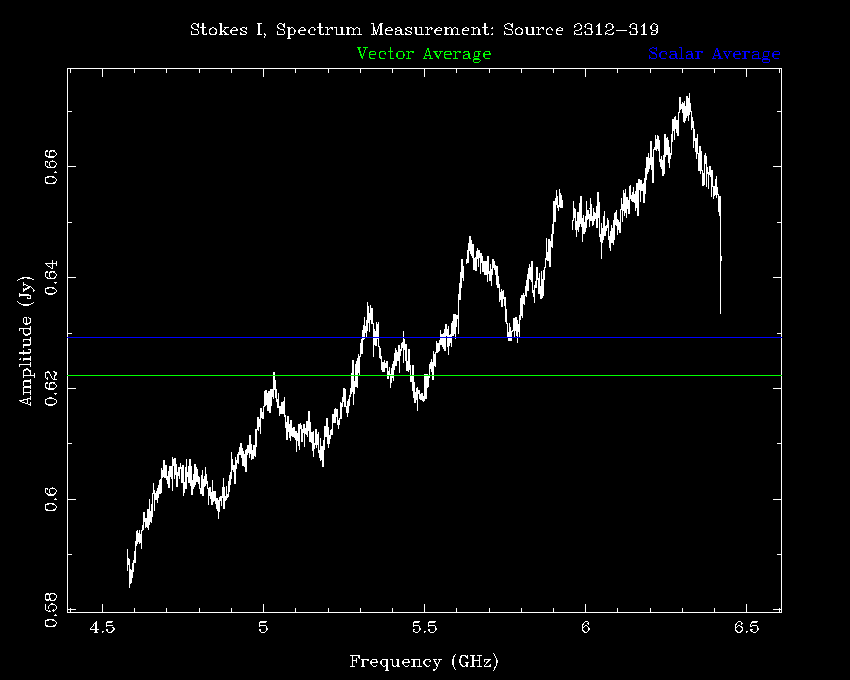 Stokes I, Spectrum Measurement: Source 2312-319
Vector Average
Scalar Average
Amplitude (Jy)
0.66
0.64
0.62
0.6
0.58
4.5
5
5.5
6
6.5
Frequency (GHz)